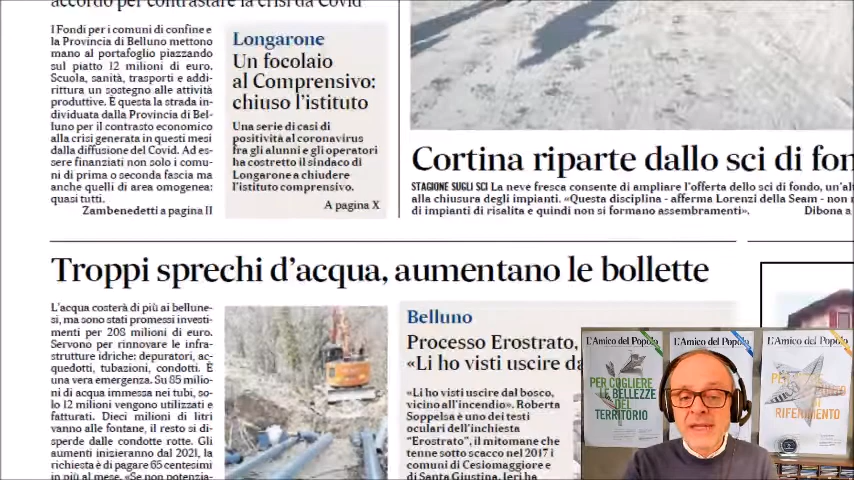 accordo per contrastare la crisi da Covid
I Fondi per i comuni di confine e
la Provincia di Belluno mettono
mano al portafoglio piazzando
sul piatto 12 milioni di euro.
Scuola, sanità, trasporti e addi-
rittura un sostegno alle attività
produttive. È questa la strada in-
dividuata dalla Provincia di Bel-
luno per il contrasto economico
alla crisi generata in questi mesi
dalla diffusione del Covid. Ad es-
sere finanziati non solo i comu-
ni di prima o seconda fascia ma
anche quelli di area omogenea:
quasi tutti.
Zambenedetti a pagina II
Longarone
Un focolaio
al Comprensivo:
chiuso l'istituto
Una serie di casi di
positività al coronavirus
fra gli alunni e gli operatori
ha costretto il sindaco di
Longarone a chiudere
l'istituto comprensivo.
A pagina X
Cortina riparte dallo sci di fon
STAGIONE SUGLI SCI La neve fresca consente di ampliare l'offerta dello sci di fondo, un'al
alla chiusura degli impianti. «Questa disciplina - afferma Lorenzi della Seam - non
di impianti di risalita e quindi non si formano assembramenti».
Dibona a
Troppi sprechi d'acqua, aumentano le bollette
L'acqua costerà di più ai bellune-
si, ma sono stati promessi investi-
menti per 208 milioni di euro.
Servono per rinnovare le infra-
strutture idriche: depuratori, ac-
quedotti, tubazioni, condotti. È
una vera emergenza. Su 85 milio-
ni di acqua immessa nei tubi, so-
lo 12 milioni vengono utilizzati e
fatturati. Dieci milioni di litri
vanno alle fontane, il resto si di-
sperde dalle condotte rotte. Gli
aumenti inizieranno dal 2021, la
richiesta è di pagare 65 centesimi
in più al mese. «Se non potenzia-
Belluno
Processo Erostrato,
«Li ho visti uscire da
«Li ho visti uscire dal bosco,
vicino all'incendio». Roberta
Soppelsa è uno dei testi
oculari dell'inchiesta
"Erostrato", il mitomane che
tenne sotto scacco nel 2017 i
comuni di Cesiomaggiore e
di Santa Giustina. Ieri ha
L'Amico del Popolo
PER COGLIERE
LE BELLEZZE
DEL
TERRITORIO
L'Amico del Popolo
L'Amico del Popolo
RIFERIMENTO